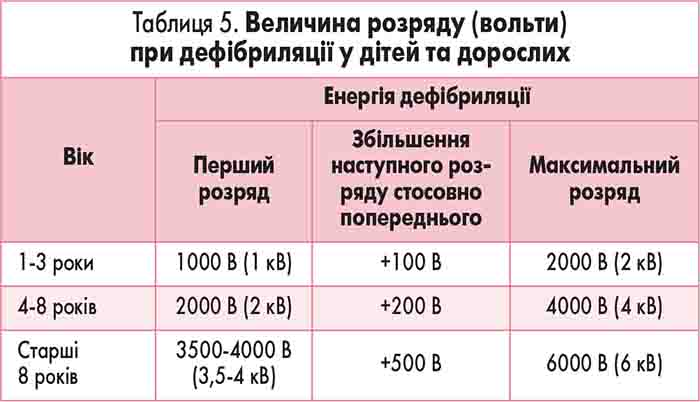 Таблиця 5. Величина розряду (вольти)
при дефібриляції у дітей та дорослих
Вік
Енергія дефібриляції
Перший
розряд
Збільшення
наступного роз-
ряду стосовно
попереднього
Максимальний
розряд
1-3 роки 1000 В (1 кВ) +100 В 2000 В (2 кВ)
4-8 років 2000 В (2 кВ) +200 В 4000 В (4 кВ)
Старші
8 років
3500-4000 В
(3,5-4 кВ)
+500 В
6000 В (6 кВ)